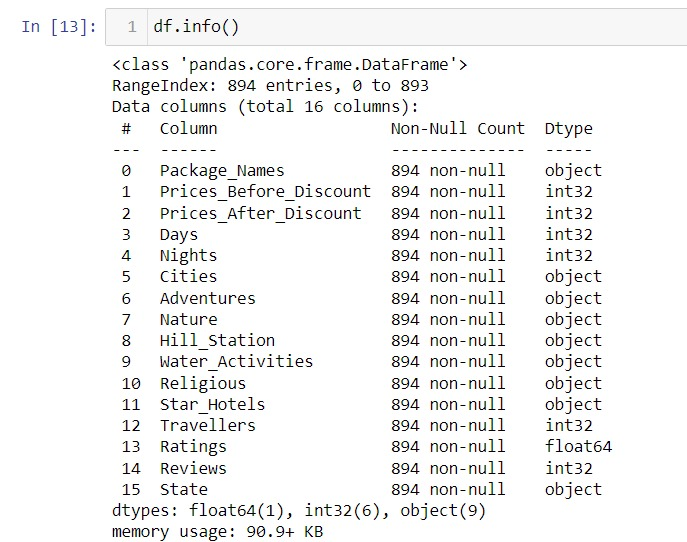 In [13]: 1 df.info()
<class 'pandas.core.frame.DataFrame'>
RangeIndex: 894 entries, 0 to 893
Data columns (total 16 columns):
 #   Column                  Non-Null Count  Dtype
---  ------                  --------------  -----
 0   Package_Names           894 non-null    object
 1   Prices_Before_Discount  894 non-null    int32
 2   Prices_After_Discount   894 non-null    int32
 3   Days                    894 non-null    int32
 4   Nights                  894 non-null    int32
 5   Cities                  894 non-null    object
 6   Adventures              894 non-null    object
 7   Nature                  894 non-null    object
 8   Hill_Station            894 non-null    object
 9   Water_Activities        894 non-null    object
 10  Religious               894 non-null    object
 11  Star_Hotels             894 non-null    object
 12  Travellers              894 non-null    int32
 13  Ratings                 894 non-null    float64
 14  Reviews                 894 non-null    int32
 15  State                   894 non-null    object
dtypes: float64(1), int32(6), object(9)
memory usage: 90.9+ KB